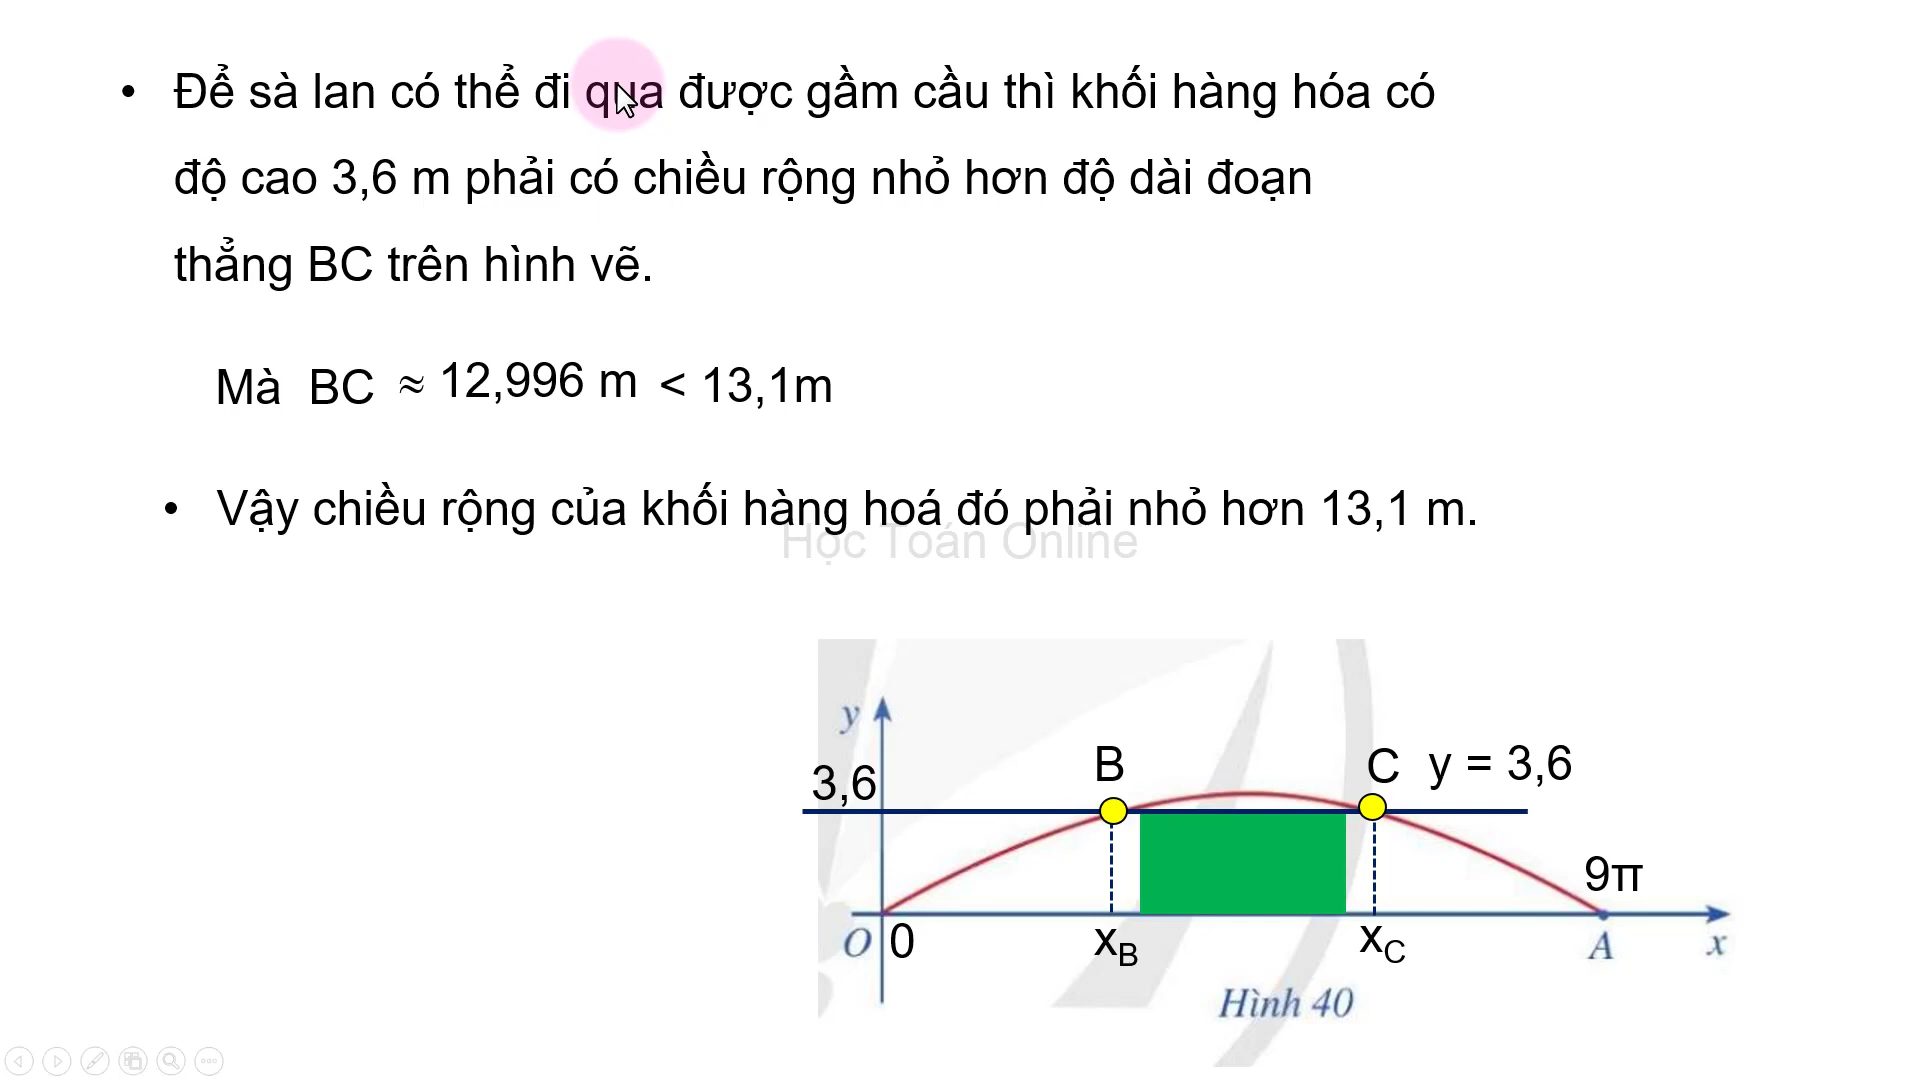 • Để sà lan có thể đi qua được gầm cầu thì khối hàng hóa có
độ cao 3,6 m phải có chiều rộng nhỏ hơn độ dài đoạn
thẳng BC trên hình vẽ.
Mà BC ≈ 12,996 m < 13,1m
• Vậy chiều rộng của khối hàng hoá đó phải nhỏ hơn 13,1 m.
Học Toán Online
y
B C y = 3,6
3,6
9π
O 0 x_B x_C A x
Hình 40